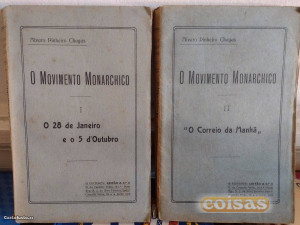 Alvaro Pinheiro Chagas
O MOVIMENTO MONARCHICO
I
O 28 de Janeiro
e o 5 d'Outubro
Alvaro Pinheiro Chagas
O MOVIMENTO MONARCHICO
II
"O Correio da Manhã„
coisas